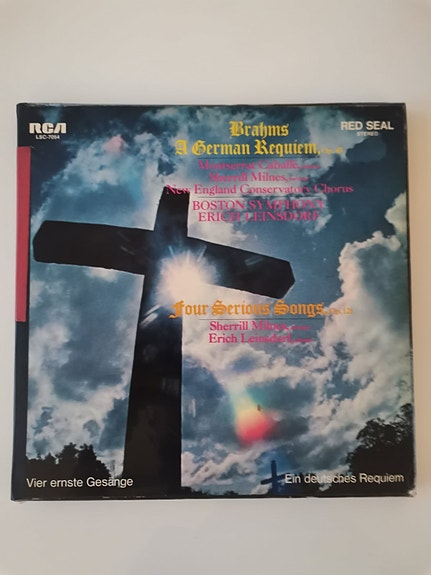 RCA
LSC-7054
RED SEAL
STEREO
Brahms
A German Requiem,
Montserrat Caballé,
Sherrill Milnes,
New England Conservatory Chorus
BOSTON SYMPHONY
ERICH LEINSDORF
Four Serious Songs,
Sherrill Milnes,
Erich Leinsdorf,
Vier ernste Gesänge
Ein deutsches Requiem